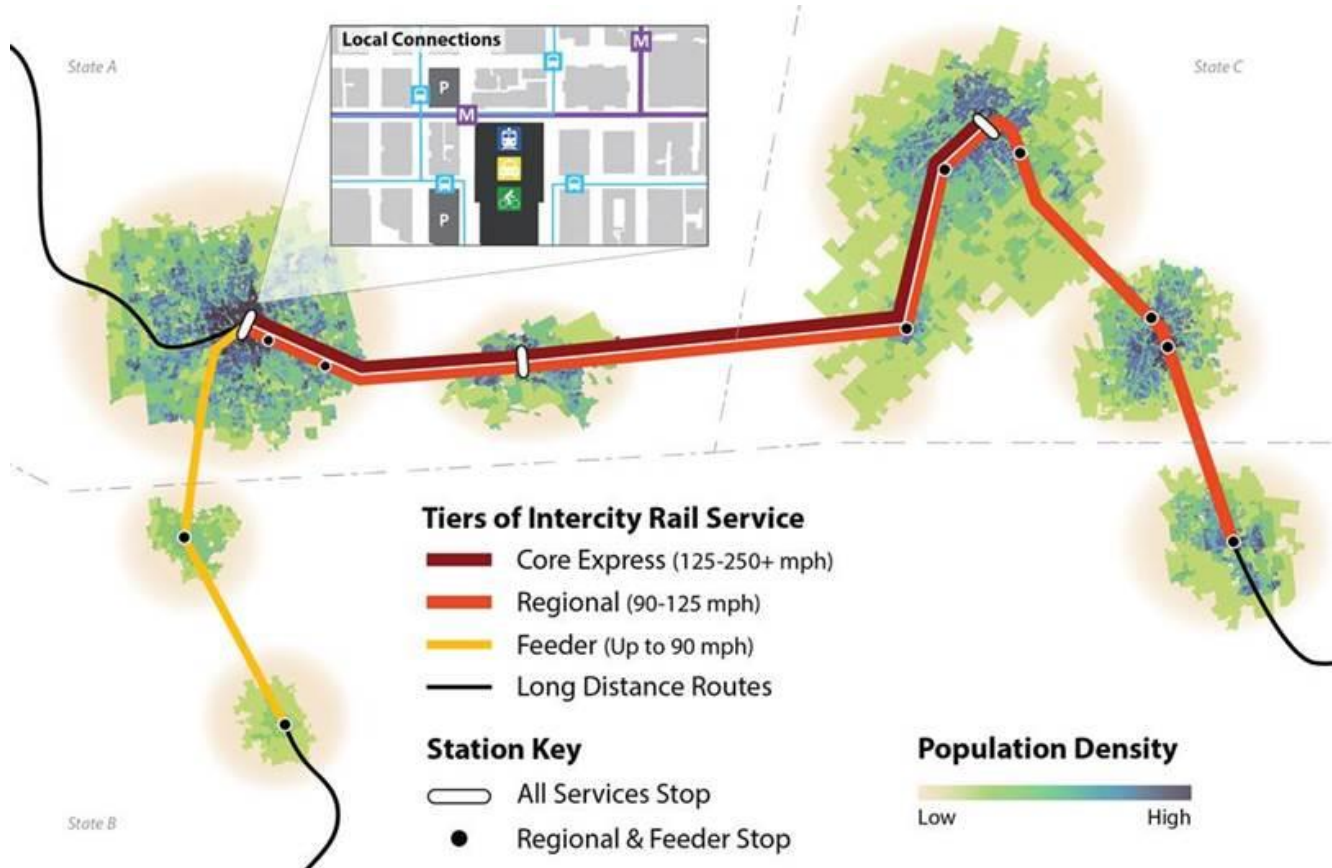 State A
Local Connections
M
P
M
P
State C
Tiers of Intercity Rail Service
Core Express (125-250+ mph)
Regional (90-125 mph)
Feeder (Up to 90 mph)
Long Distance Routes
Station Key
All Services Stop
Regional & Feeder Stop
Population Density
Low High
State B